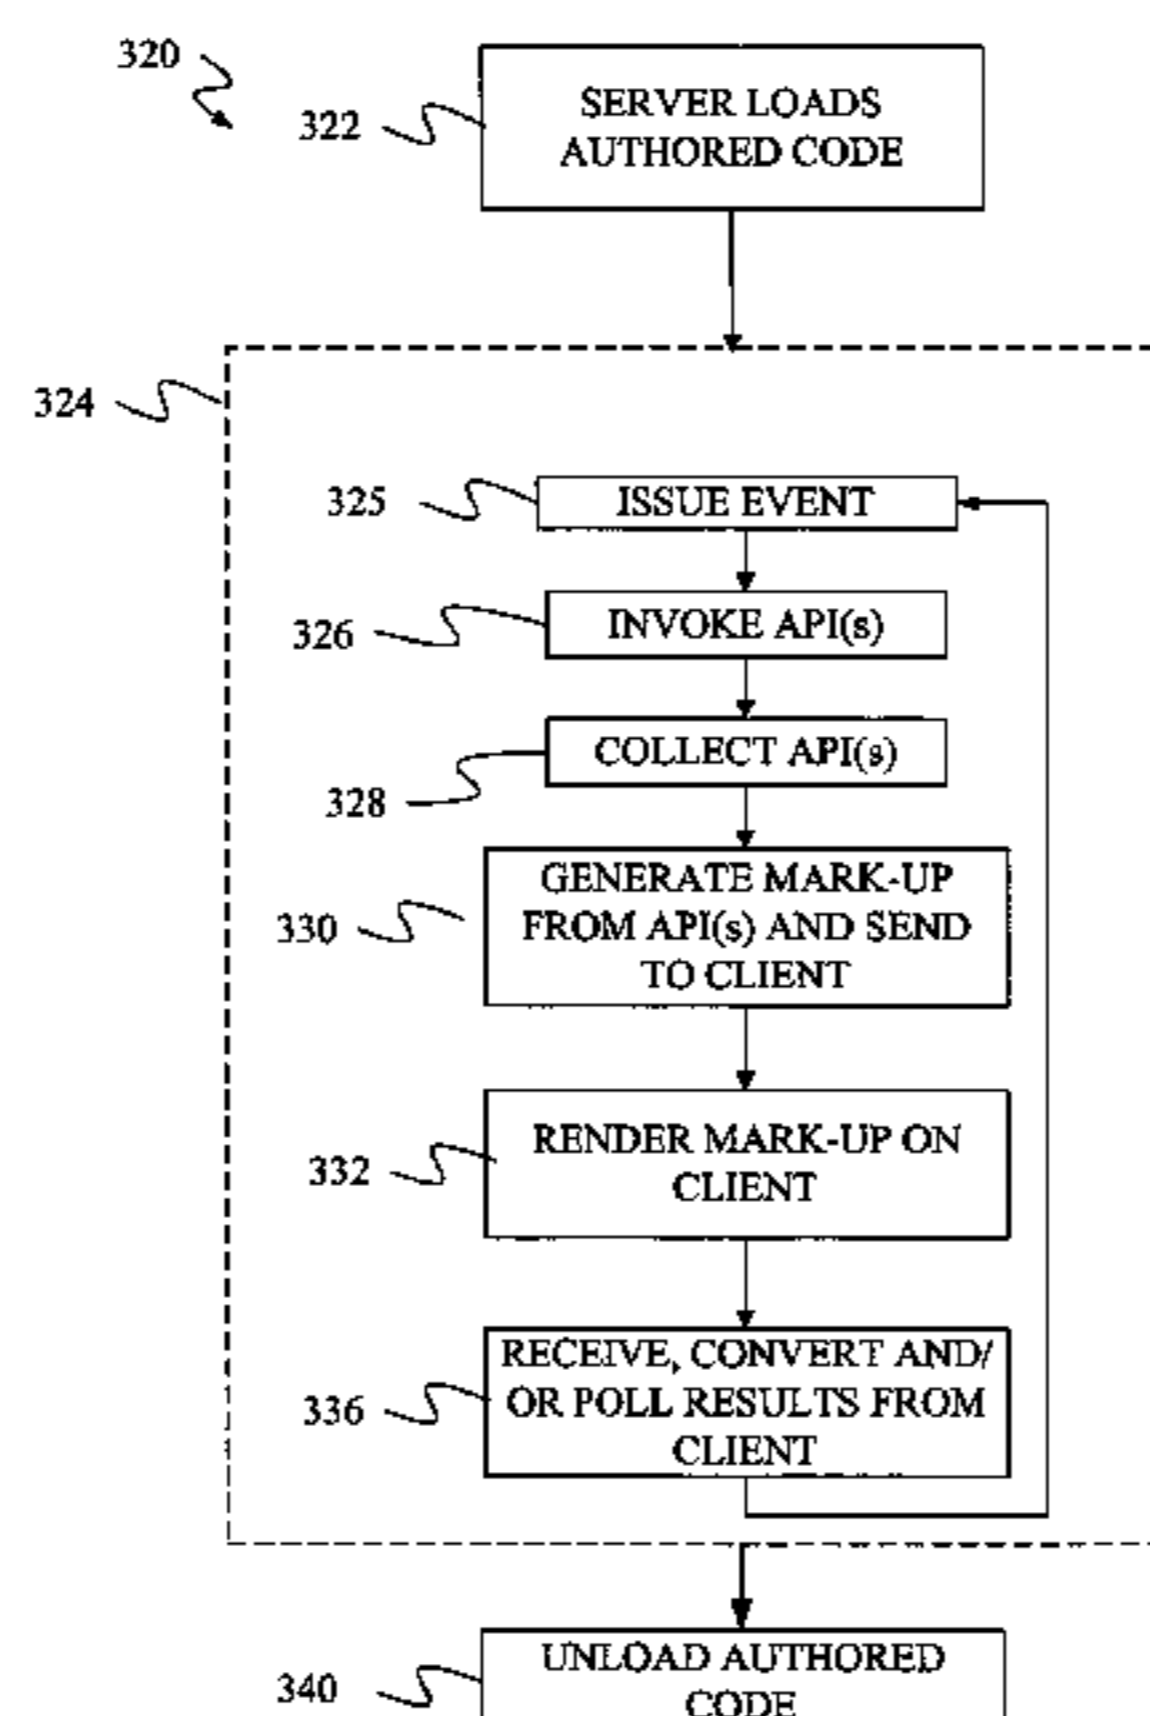 320
322
SERVER LOADS
AUTHORED CODE
324
325
ISSUE EVENT
326
INVOKE API(s)
328
COLLECT API(s)
330
GENERATE MARK-UP
FROM API(s) AND SEND
TO CLIENT
332
RENDER MARK-UP ON
CLIENT
336
RECEIVE, CONVERT AND/
OR POLL RESULTS FROM
CLIENT
340
UNLOAD AUTHORED
CODE